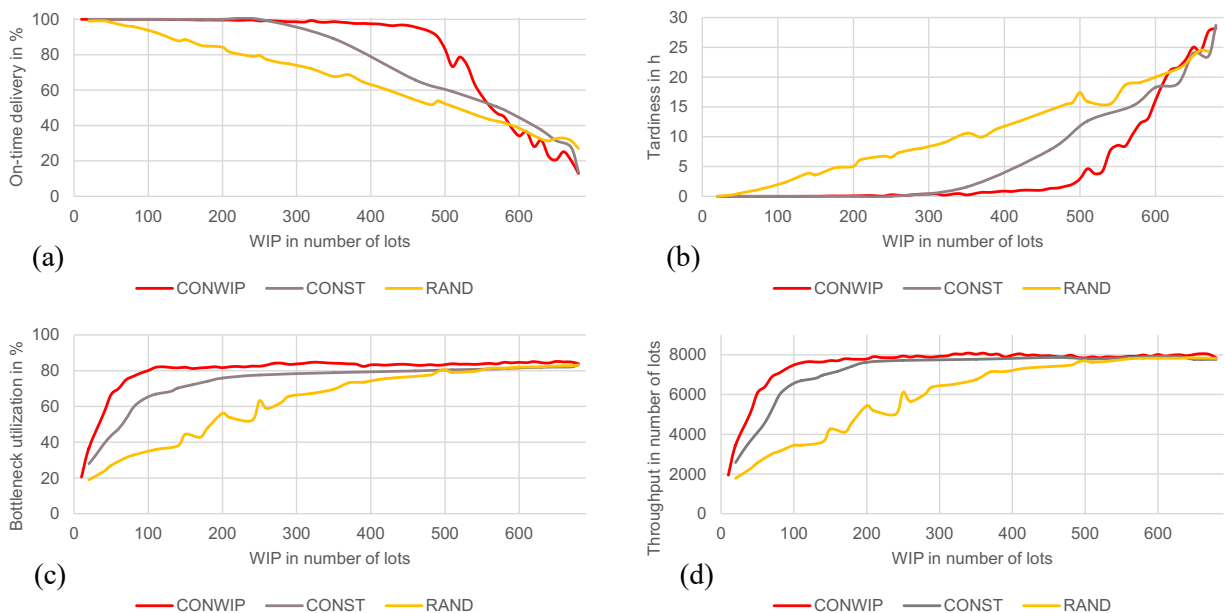 On-time delivery in %
100
80
60
40
20
0
0 100 200 300 400 500 600
WIP in number of lots
(a)
CONWIP CONST RAND
Tardiness in h
30
25
20
15
10
5
0
0 100 200 300 400 500 600
WIP in number of lots
(b)
CONWIP CONST RAND
Bottleneck utilization in %
100
80
60
40
20
0
0 100 200 300 400 500 600
WIP in number of lots
(c)
CONWIP CONST RAND
Throughput in number of lots
8000
6000
4000
2000
0
0 100 200 300 400 500 600
WIP in number of lots
(d)
CONWIP CONST RAND